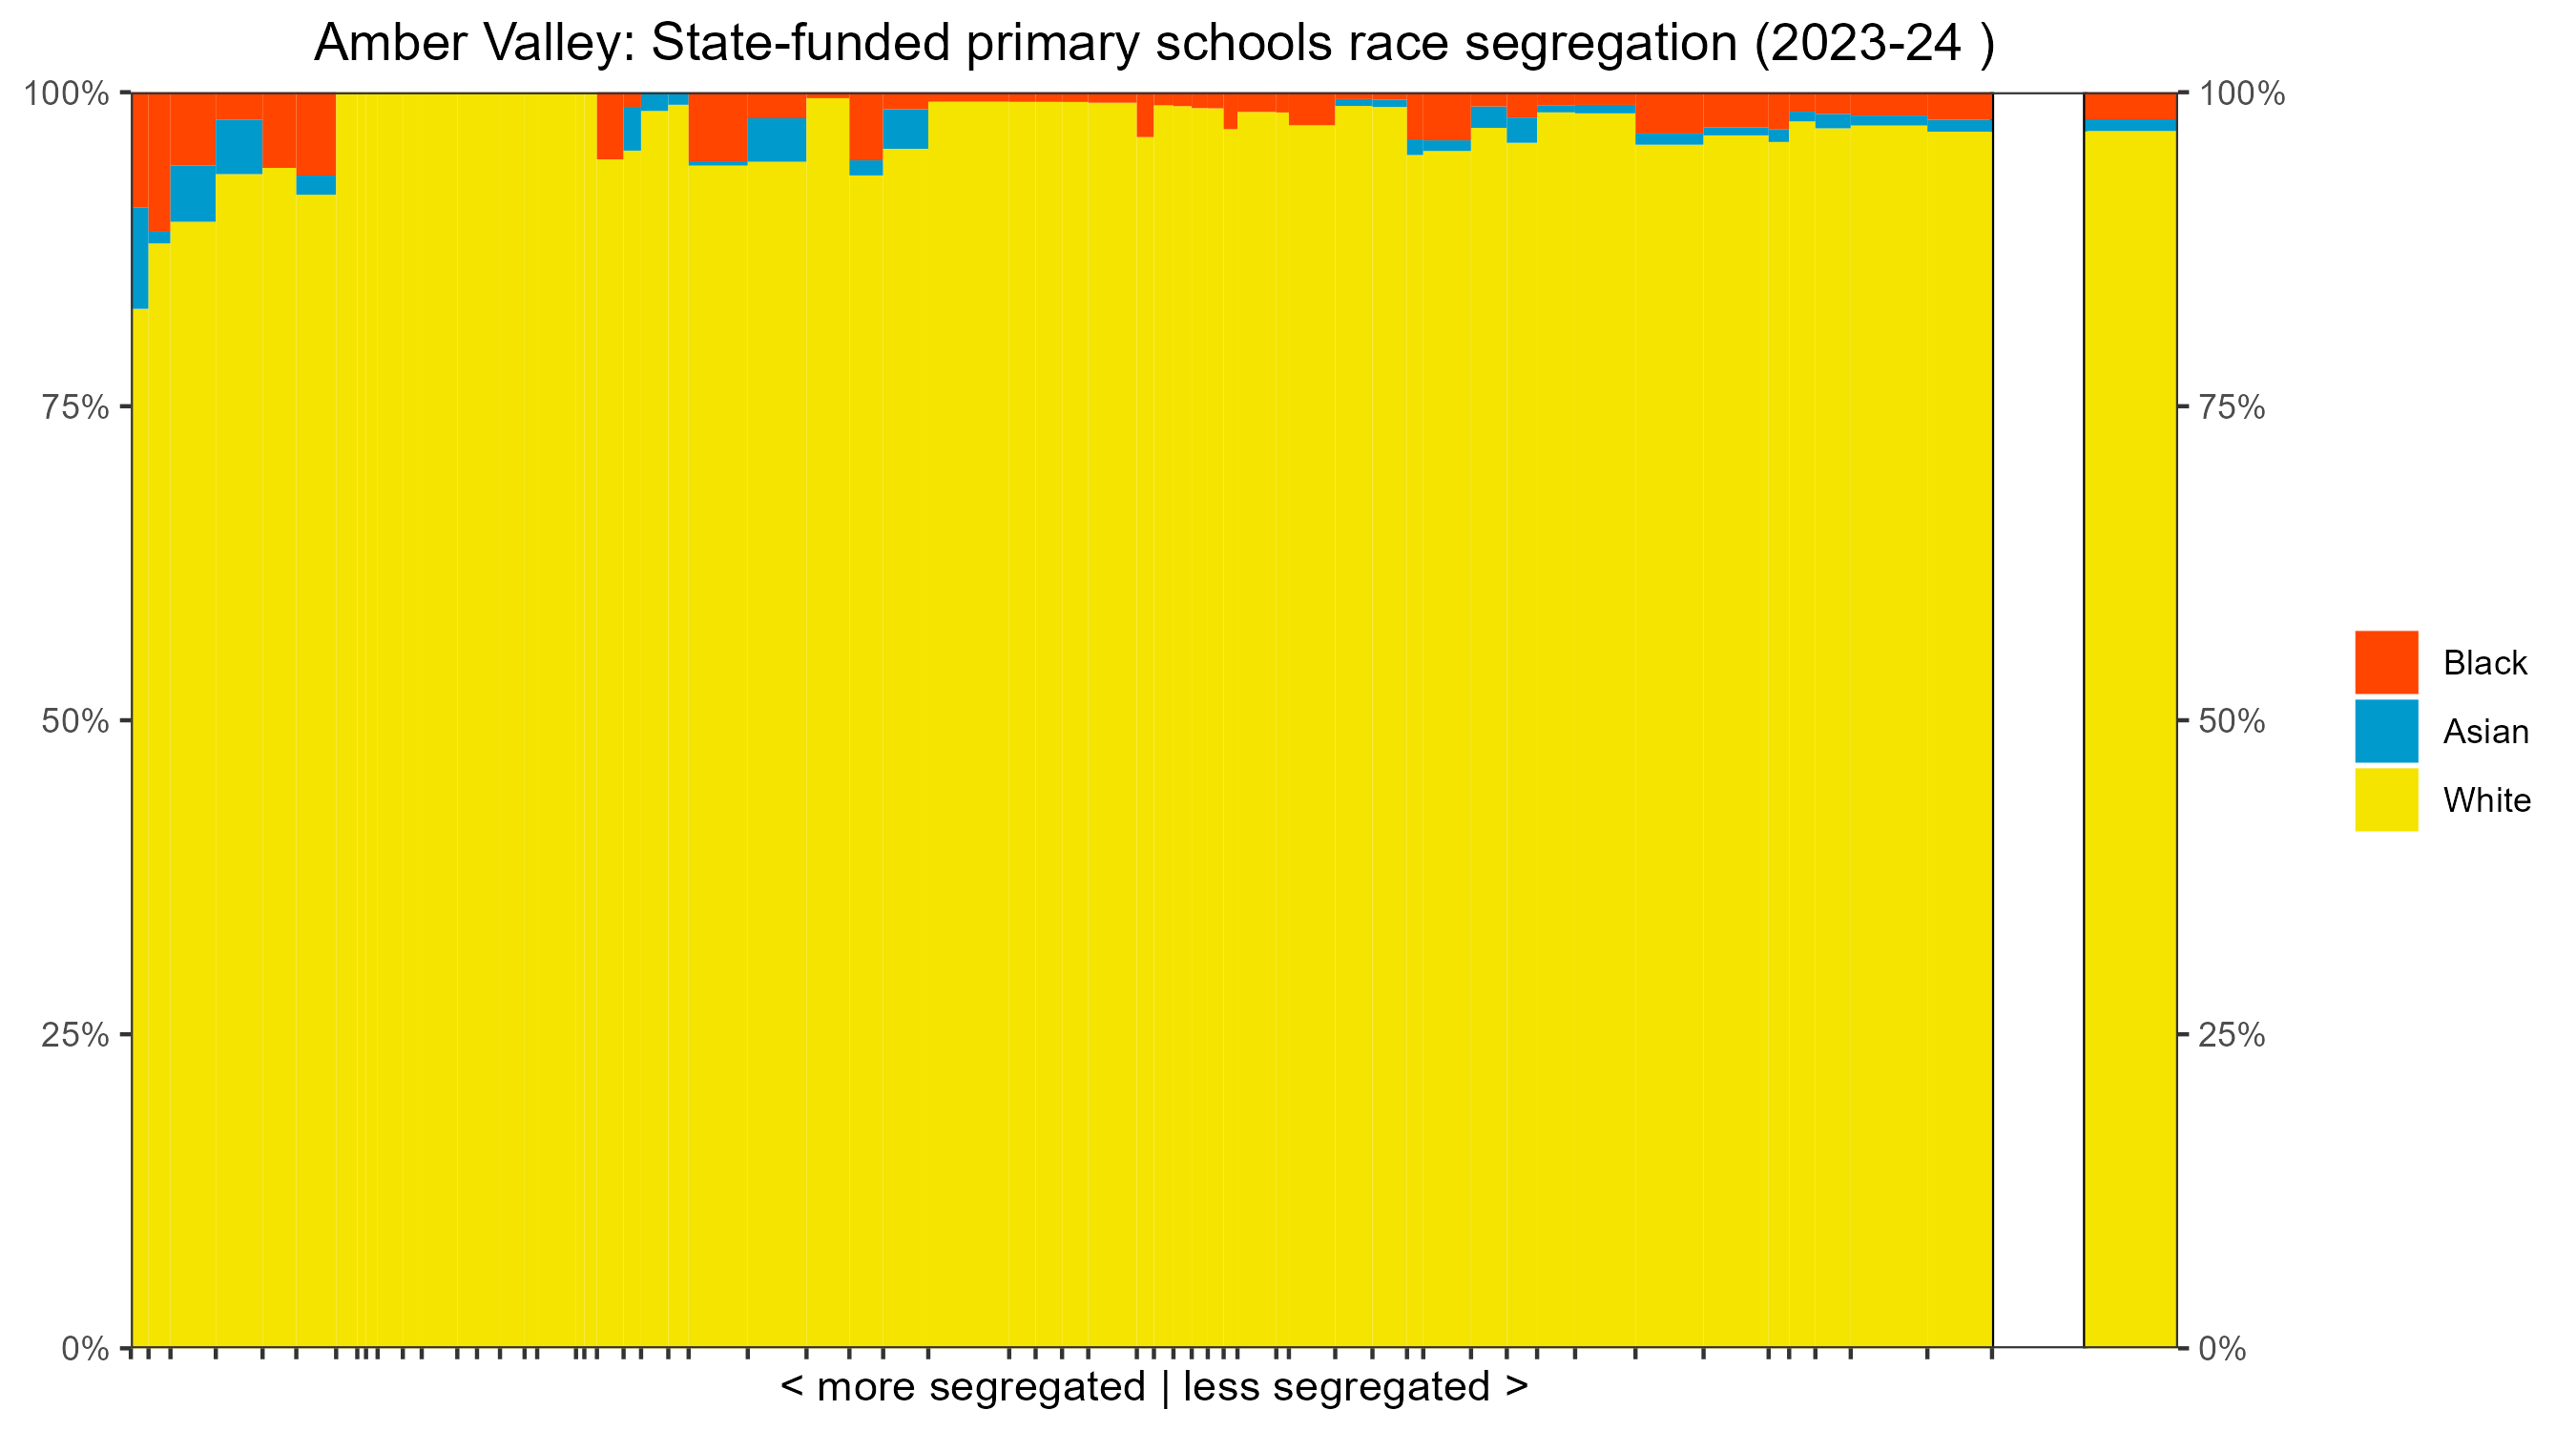 Amber Valley: State-funded primary schools race segregation (2023-24 )
100%
75%
50%
25%
0%
100%
75%
50%
25%
0%
Black
Asian
White
< more segregated | less segregated >